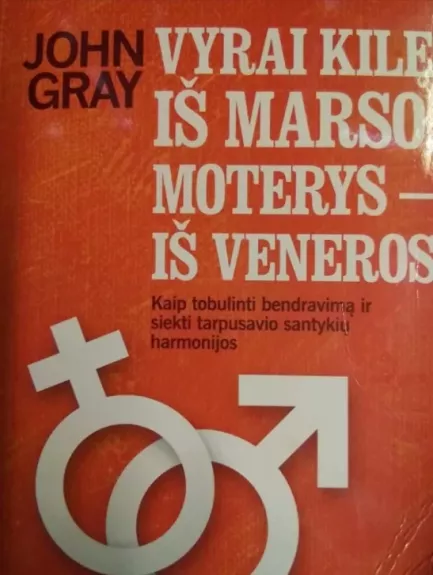 JOHN
GRAY
VYRAI KILE
IŠ MARSO,
MOTERYS –
IŠ VENEROS
Kaip tobulinti bendravimą ir
siekti tarpusavio santykių
harmonijos